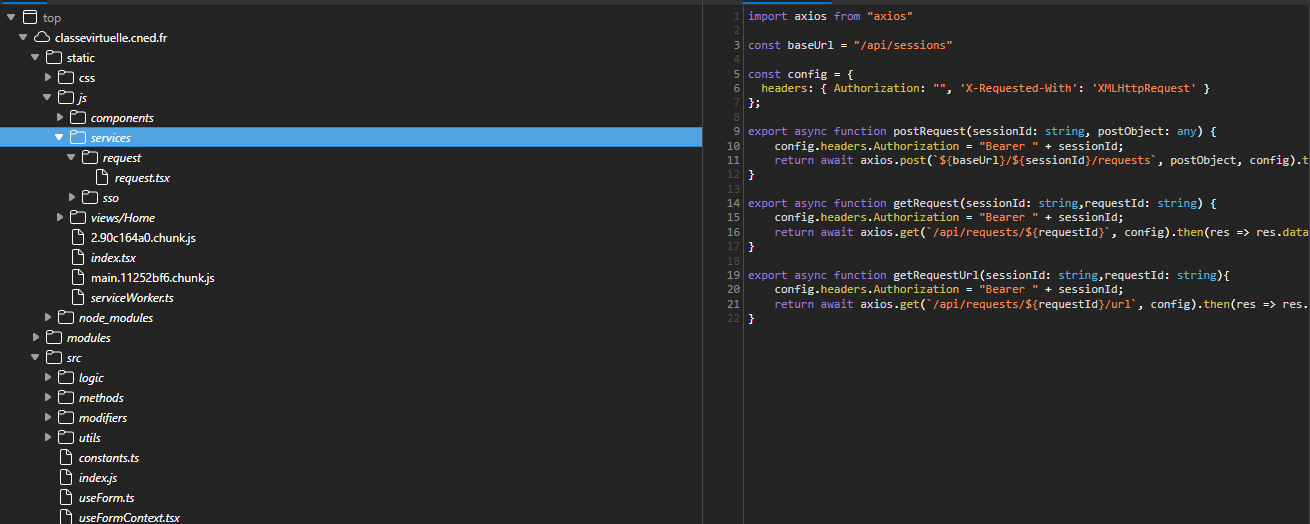 top
classevirtuelle.cned.fr
static
css
js
components
services
request
request.tsx
sso
views/Home
2.90c164a0.chunk.js
index.tsx
main.11252bf6.chunk.js
serviceWorker.ts
node_modules
modules
src
logic
methods
modifiers
utils
constants.ts
index.js
useForm.ts
useFormContext.tsx
1 import axios from "axios"
2
3 const baseUrl = "/api/sessions"
4
5 const config = {
6   headers: { Authorization: "", 'X-Requested-With': 'XMLHttpRequest' }
7 };
8
9 export async function postRequest(sessionId: string, postObject: any) {
10     config.headers.Authorization = "Bearer " + sessionId;
11     return await axios.post(`${baseUrl}/${sessionId}/requests`, postObject, config).t
12 }
13
14 export async function getRequest(sessionId: string,requestId: string) {
15     config.headers.Authorization = "Bearer " + sessionId;
16     return await axios.get(`/api/requests/${requestId}`, config).then(res => res.data
17 }
18
19 export async function getRequestUrl(sessionId: string,requestId: string){
20     config.headers.Authorization = "Bearer " + sessionId;
21     return await axios.get(`/api/requests/${requestId}/url`, config).then(res => res.
22 }